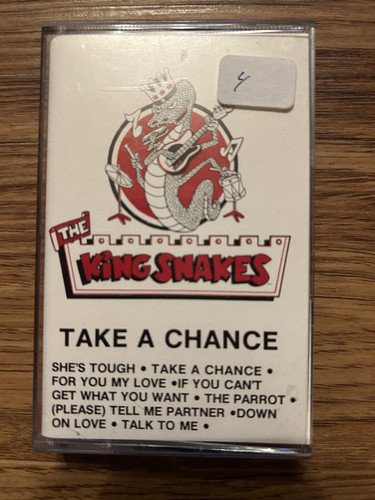 4
THE
KING SNAKES
TAKE A CHANCE
SHE'S TOUGH • TAKE A CHANCE •
FOR YOU MY LOVE •IF YOU CAN'T
GET WHAT YOU WANT • THE PARROT •
(PLEASE) TELL ME PARTNER •DOWN
ON LOVE • TALK TO ME •